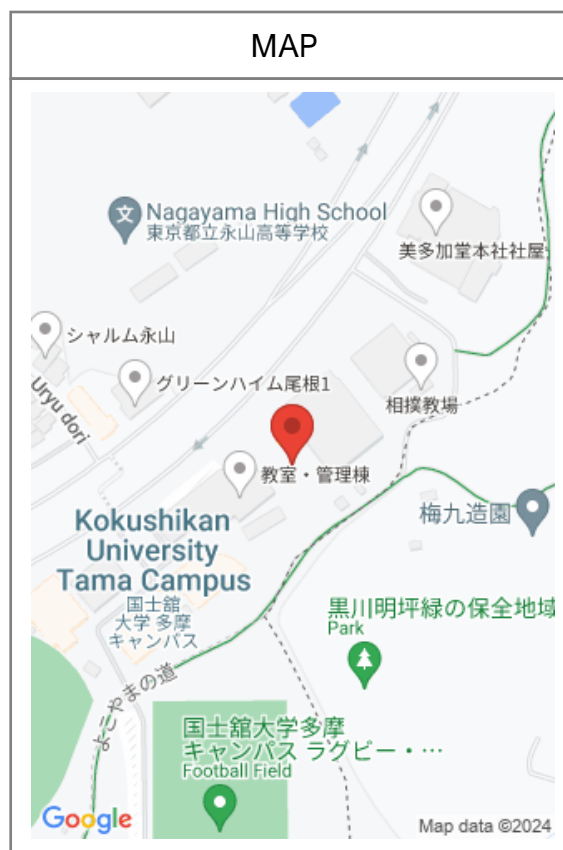 MAP
Nagayama High School
東京都立永山高等学校
美多加堂本社社屋
シャルム永山
グリーンハイム尾根1
Uryu dori
相撲教場
教室・管理棟
梅九造園
Kokushikan
University
Tama Campus
国士舘
大学 多摩
キャンパス
黒川明坪緑の保全地域
Park
よこやまの道
国士舘大学多摩
キャンパス ラグビー・…
Football Field
Google
Map data ©2024